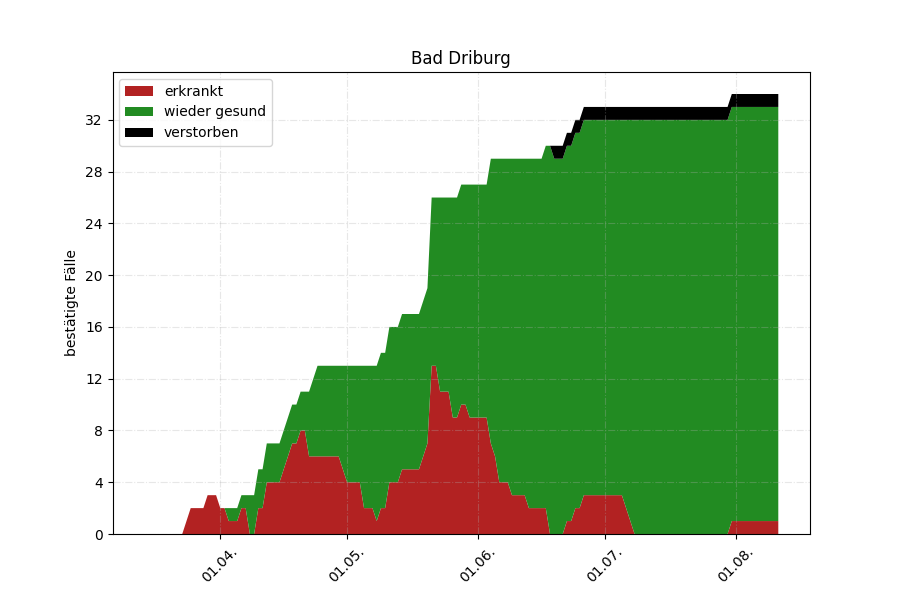 Bad Driburg
erkrankt
wieder gesund
verstorben
bestätigte Fälle
32
28
24
20
16
12
8
4
0
01.04.
01.05.
01.06.
01.07.
01.08.